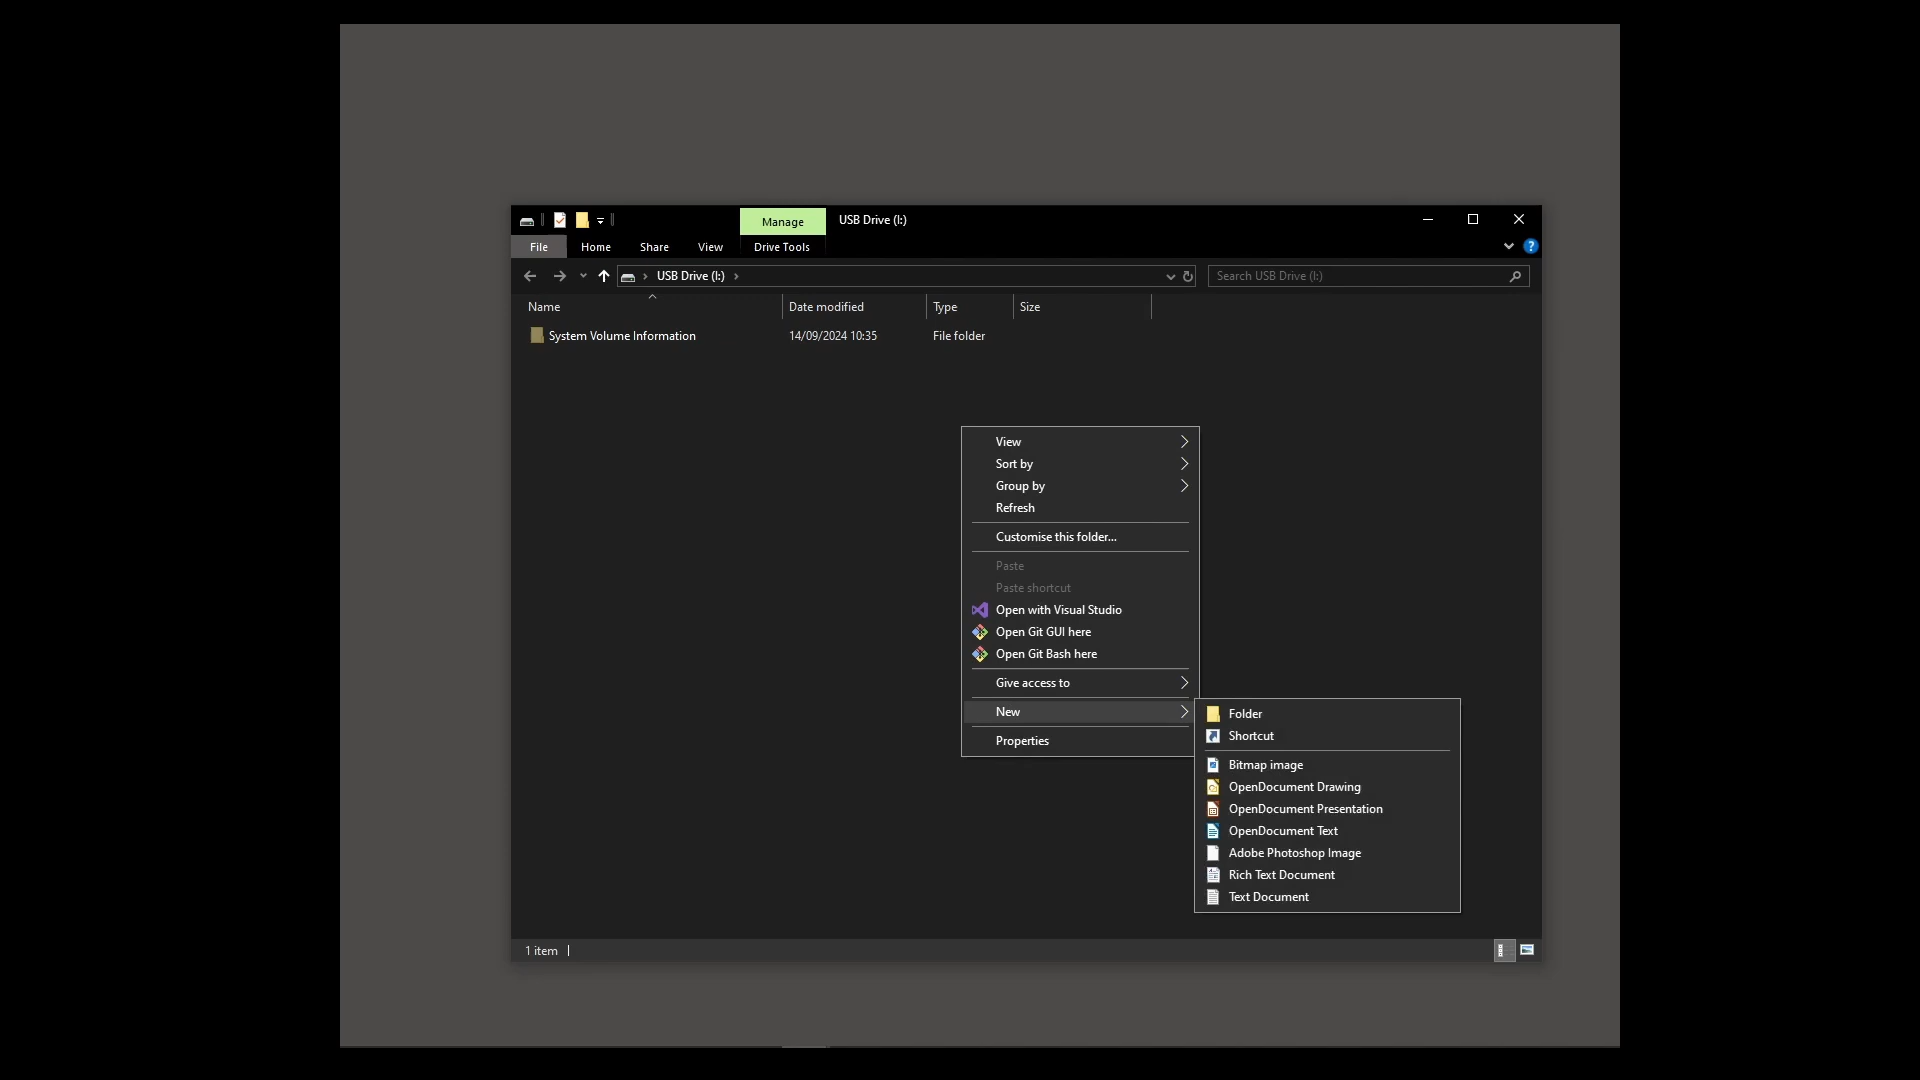 Manage
USB Drive (I:)
File
Home
Share
View
Drive Tools
?
USB Drive (I:)
Search USB Drive (I:)
Name
Date modified
Type
Size
System Volume Information
14/09/2024 10:35
File folder
View
Sort by
Group by
Refresh
Customise this folder...
Paste
Paste shortcut
Open with Visual Studio
Open Git GUI here
Open Git Bash here
Give access to
New
Properties
Folder
Shortcut
Bitmap image
OpenDocument Drawing
OpenDocument Presentation
OpenDocument Text
Adobe Photoshop Image
Rich Text Document
Text Document
1 item